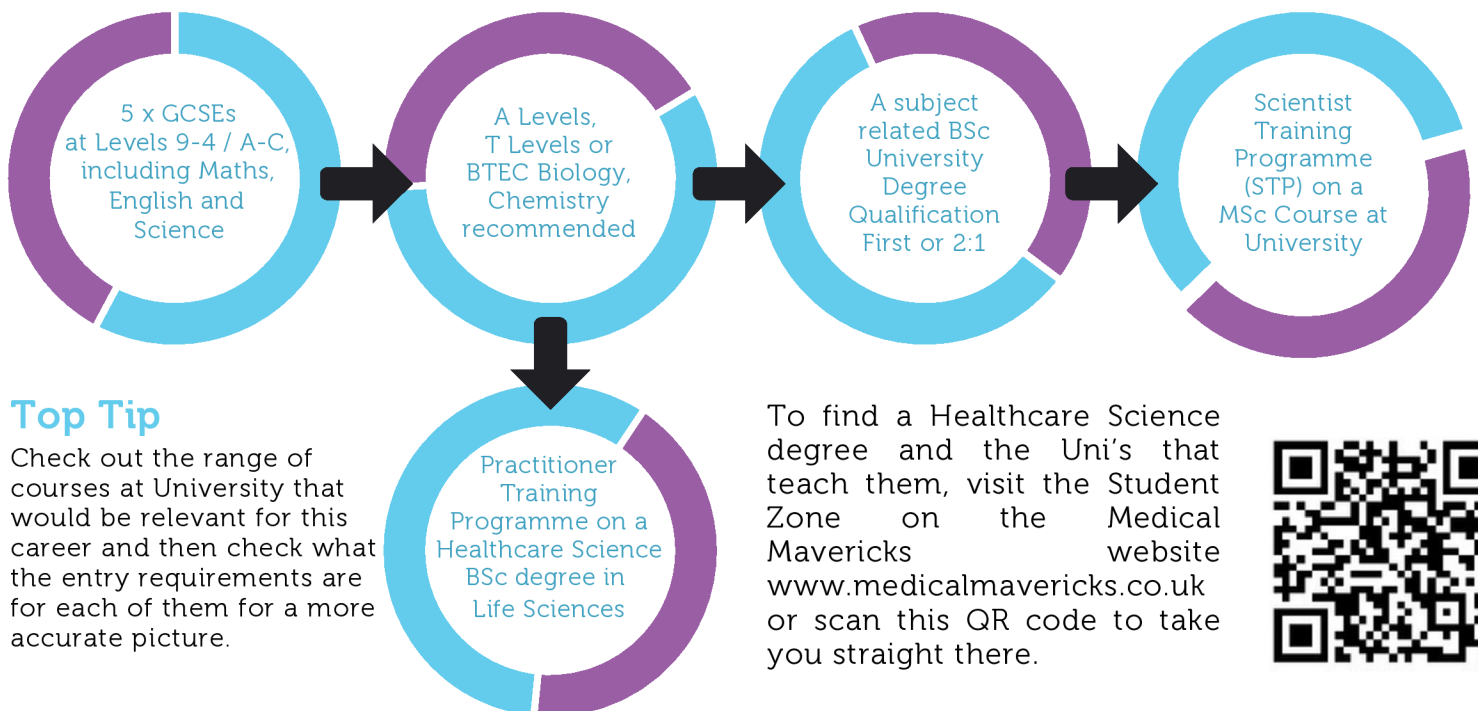 5 x GCSEs
at Levels 9-4 / A-C,
including Maths,
English and
Science
A Levels,
T Levels or
BTEC Biology,
Chemistry
recommended
A subject
related BSc
University
Degree
Qualification
First or 2:1
Scientist
Training
Programme
(STP) on a
MSc Course at
University
Practitioner
Training
Programme on a
Healthcare Science
BSc degree in
Life Sciences
Top Tip
Check out the range of
courses at University that
would be relevant for this
career and then check what
the entry requirements are
for each of them for a more
accurate picture.
To find a Healthcare Science
degree and the Uni's that
teach them, visit the Student
Zone on the Medical
Mavericks website
www.medicalmavericks.co.uk
or scan this QR code to take
you straight there.